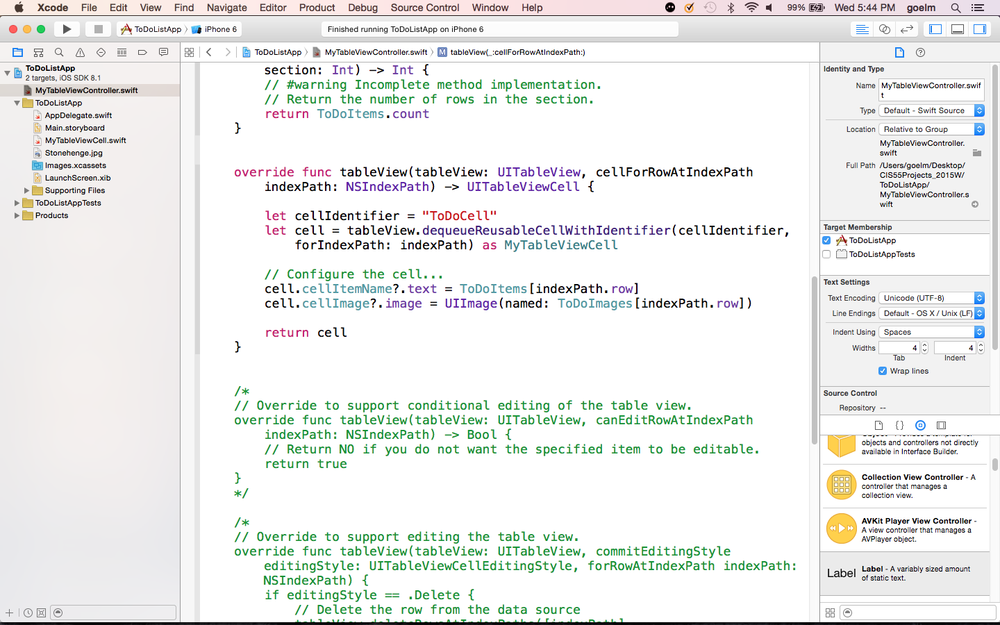 Xcode File Edit View Find Navigate Editor Product Debug Source Control Window Help 99% Wed 5:44 PM goelm
ToDoListApp iPhone 6 Finished running ToDoListApp on iPhone 6
ToDoListApp MyTableViewController.swift M tableView(_:cellForRowAtIndexPath:)
ToDoListApp
2 targets, iOS SDK 8.1
MyTableViewController.swift
ToDoListApp
AppDelegate.swift
Main.storyboard
MyTableViewCell.swift
Stonehenge.jpg
Images.xcassets
LaunchScreen.xib
Supporting Files
ToDoListAppTests
Products
section: Int) -> Int {
// #warning Incomplete method implementation.
// Return the number of rows in the section.
return ToDoItems.count
}
override func tableView(tableView: UITableView, cellForRowAtIndexPath
indexPath: NSIndexPath) -> UITableViewCell {
let cellIdentifier = "ToDoCell"
let cell = tableView.dequeueReusableCellWithIdentifier(cellIdentifier,
forIndexPath: indexPath) as MyTableViewCell
// Configure the cell...
cell.cellItemName?.text = ToDoItems[indexPath.row]
cell.cellImage?.image = UIImage(named: ToDoImages[indexPath.row])
return cell
}
/*
// Override to support conditional editing of the table view.
override func tableView(tableView: UITableView, canEditRowAtIndexPath
indexPath: NSIndexPath) -> Bool {
// Return NO if you do not want the specified item to be editable.
return true
}
*/
/*
// Override to support editing the table view.
override func tableView(tableView: UITableView, commitEditingStyle
editingStyle: UITableViewCellEditingStyle, forRowAtIndexPath indexPath:
NSIndexPath) {
if editingStyle == .Delete {
// Delete the row from the data source
Identity and Type
Name MyTableViewController.swif
t
Type Default - Swift Source
Location Relative to Group
MyTableViewController.
swift
Full Path /Users/goelm/Desktop/
CIS55Projects_2015W/
ToDoListApp/
MyTableViewController.s
wift
Target Membership
ToDoListApp
ToDoListAppTests
Text Settings
Text Encoding Unicode (UTF-8)
Line Endings Default - OS X / Unix (LF)
Indent Using Spaces
Widths 4 4
Tab Indent
Wrap lines
Source Control
Repository --
{}
objects and controllers not directly
available in Interface Builder.
Collection View Controller - A
controller that manages a
collection view.
AVKit Player View Controller -
A view controller that manages a
AVPlayer object.
Label Label - A variably sized amount
of static text.